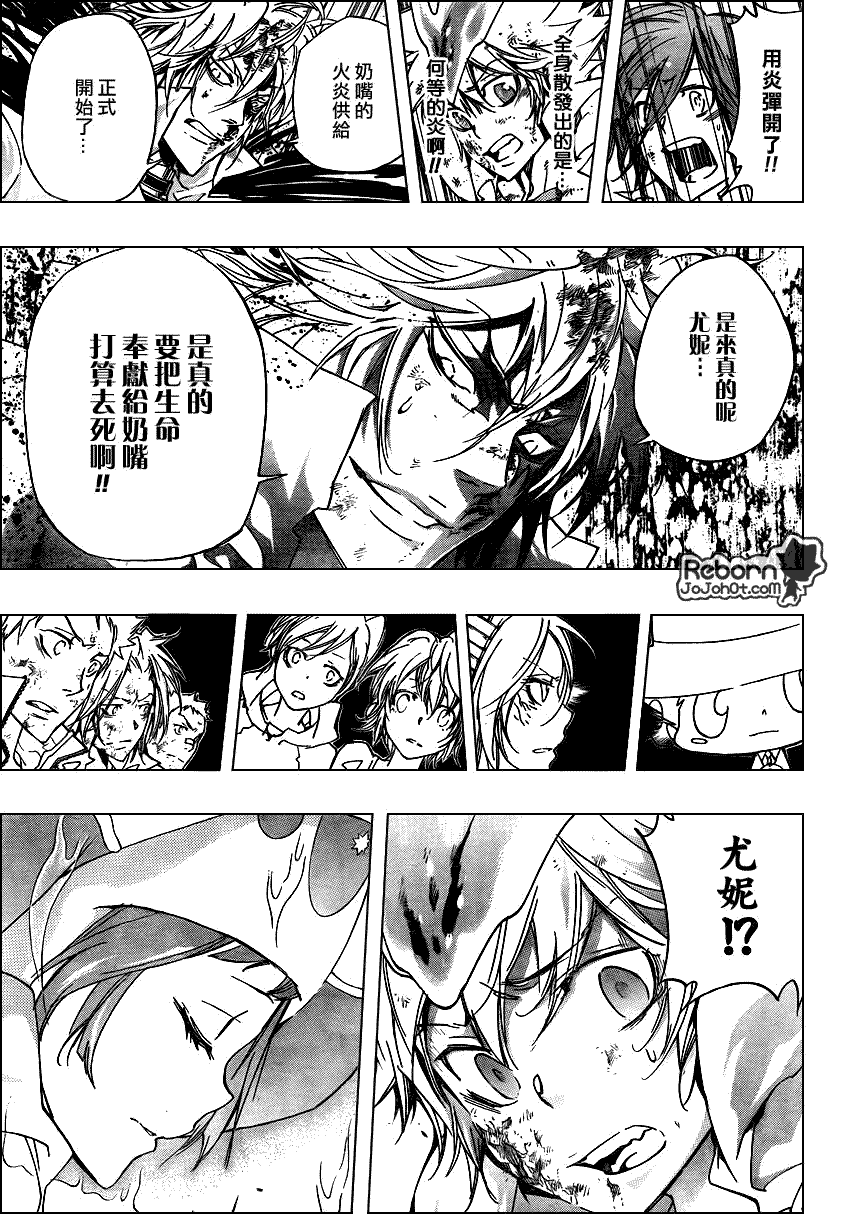 用炎彈開了!!
全身散發出的是…
何等的炎啊!!
奶嘴的
火炎供給
正式
開始了…
是來真的呢
尤妮…
是真的
要把生命
奉獻給奶嘴
打算去死啊!!
Reborn
JoJoHOt.com
尤妮!?